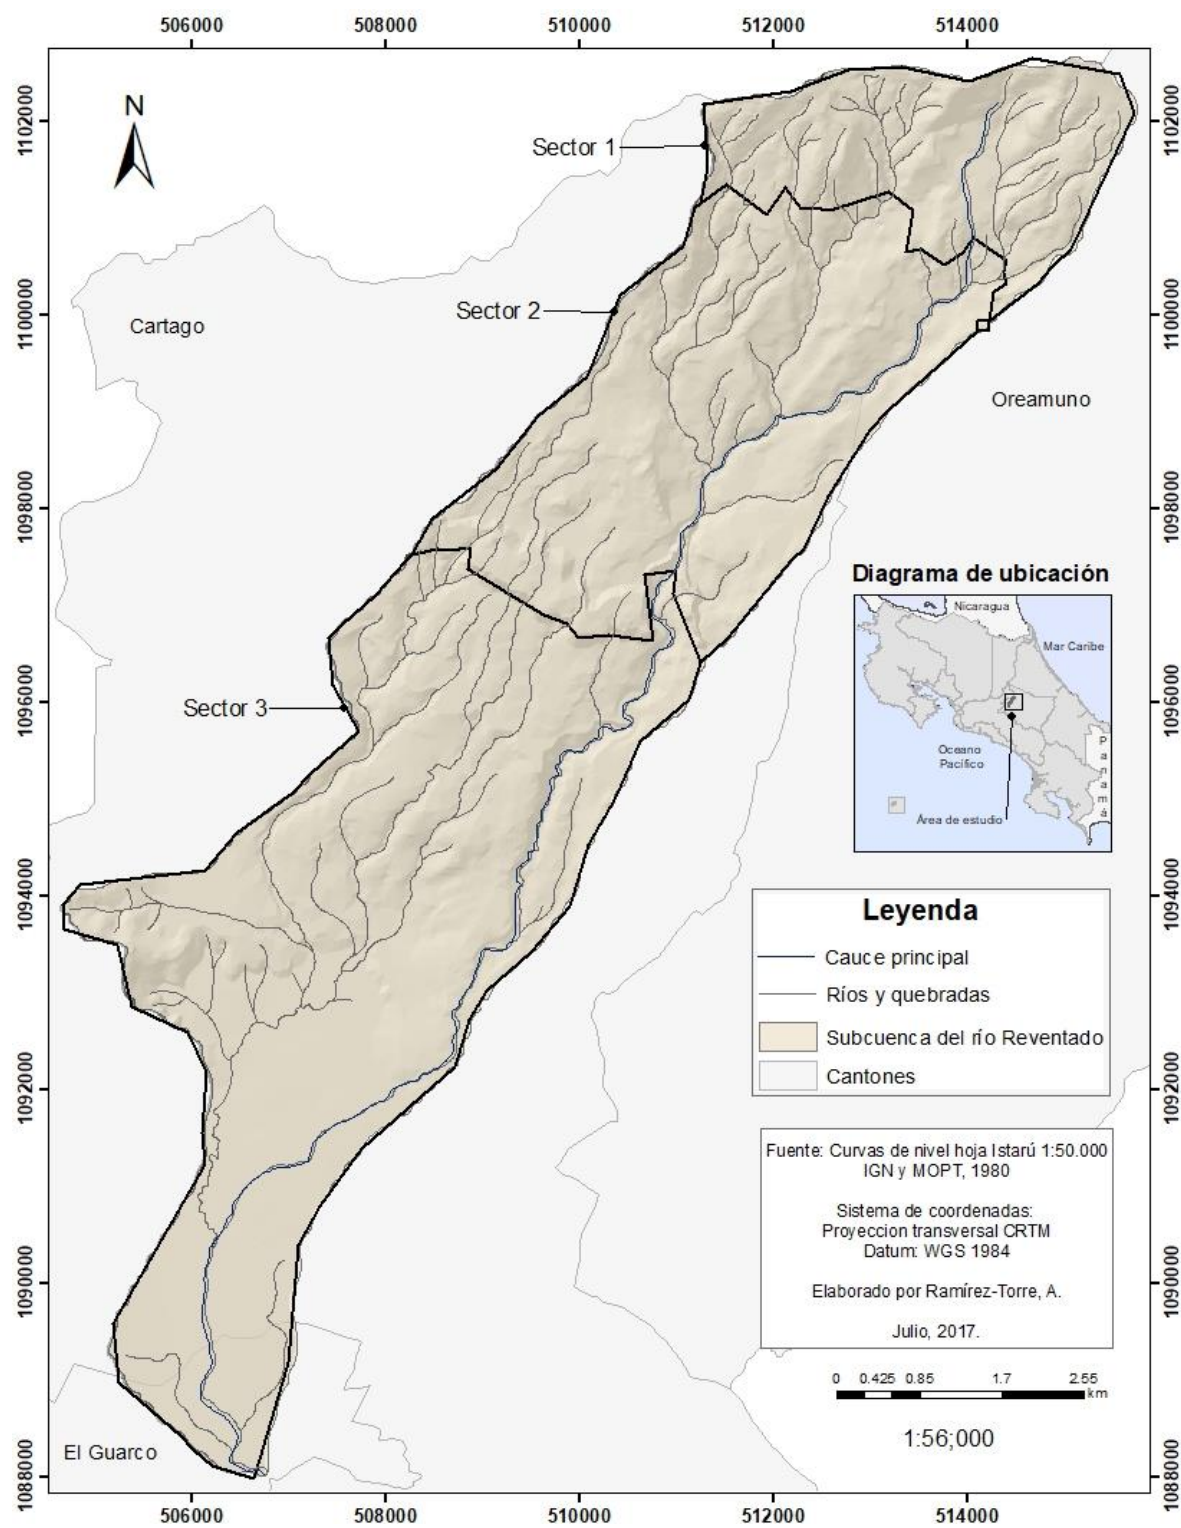 506000 508000 510000 512000 514000
1102000
1102000
N
Sector 1
Sector 2
1100000
1100000
Cartago
Oreamuno
1098000
1098000
Diagrama de ubicación
Nicaragua
Mar Caribe
Oceano
Pacífico
Panamá
Área de estudio
1096000
1096000
Sector 3
1094000
1094000
Leyenda
Cauce principal
Ríos y quebradas
Subcuenca del río Reventado
Cantones
1092000
1092000
Fuente: Curvas de nivel hoja Istarú 1:50.000
IGN y MOPT, 1980
Sistema de coordenadas:
Proyeccion transversal CRTM
Datum: WGS 1984
Elaborado por Ramírez-Torre, A.
Julio, 2017.
1090000
1090000
0 0.425 0.85 1.7 2.55
km
1:56;000
El Guarco
1088000
1088000
506000 508000 510000 512000 514000